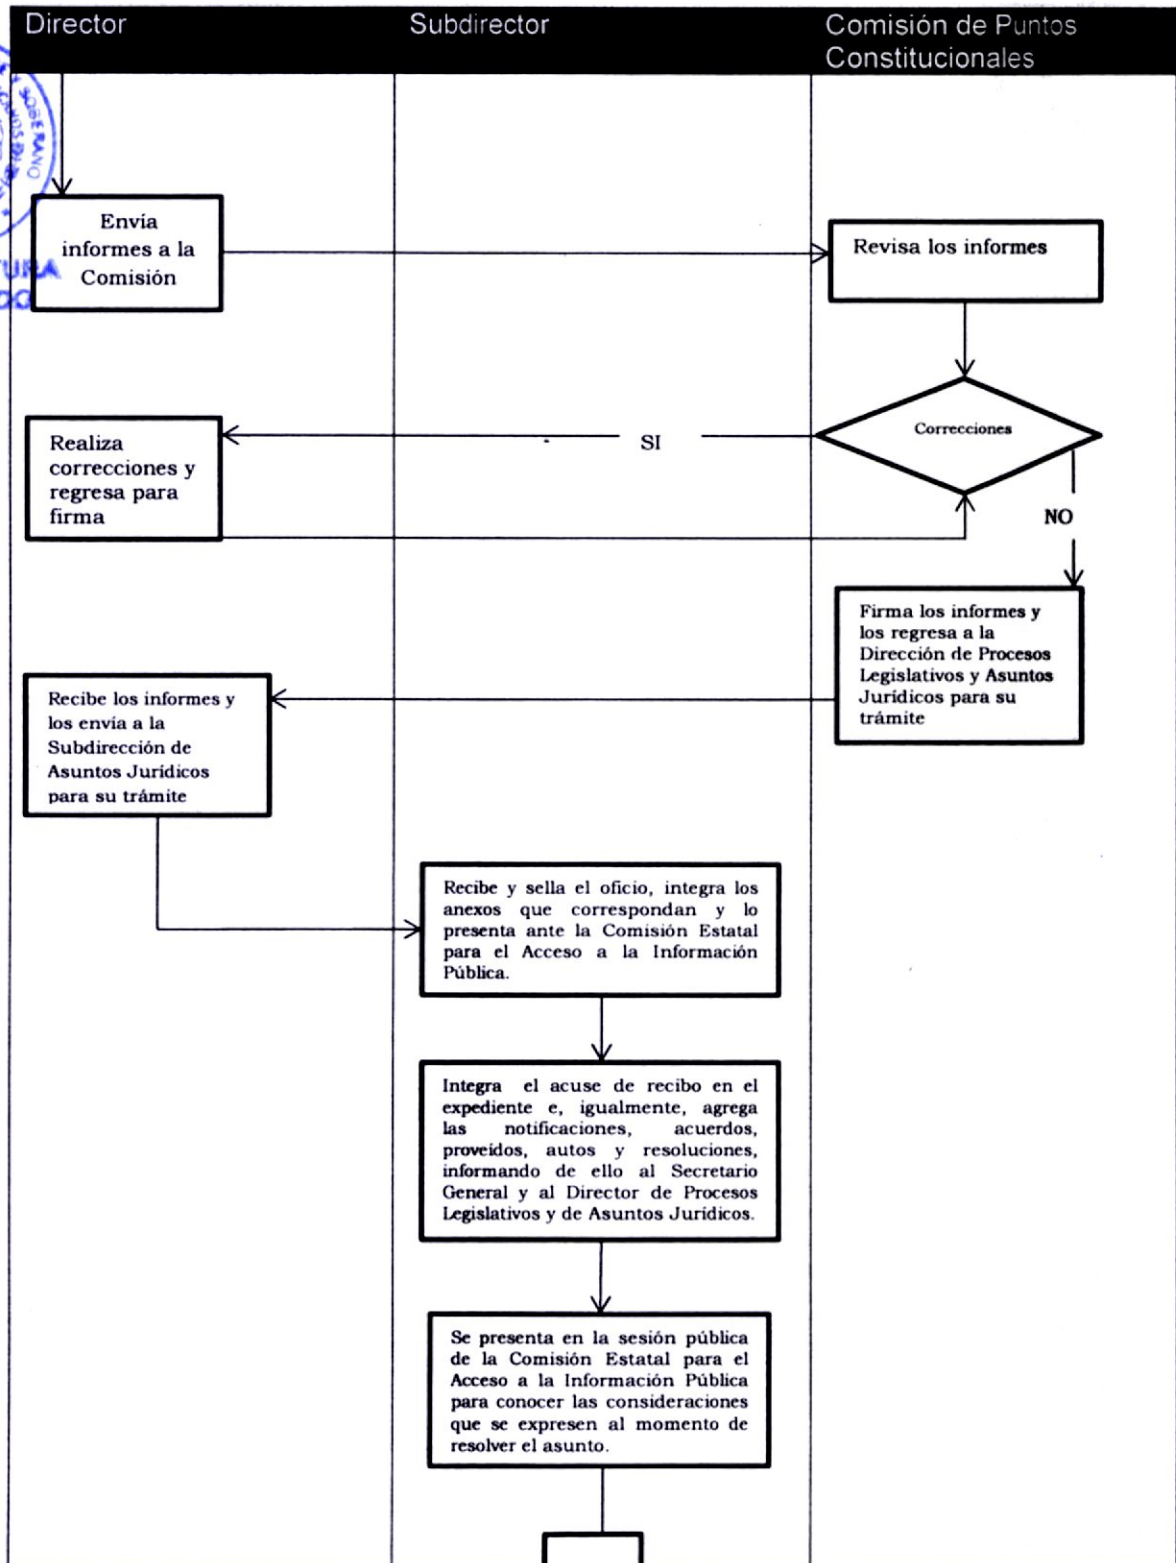 Director
Subdirector
Comisión de Puntos
Constitucionales
SOBERANO
Envía
informes a la
Comisión
Revisa los informes
Correcciones
SI
Realiza
correcciones y
regresa para
firma
NO
Firma los informes y
los regresa a la
Dirección de Procesos
Legislativos y Asuntos
Jurídicos para su
trámite
Recibe los informes y
los envía a la
Subdirección de
Asuntos Jurídicos
para su trámite
Recibe y sella el oficio, integra los
anexos que correspondan y lo
presenta ante la Comisión Estatal
para el Acceso a la Información
Pública.
Integra el acuse de recibo en el
expediente e, igualmente, agrega
las notificaciones, acuerdos,
proveídos, autos y resoluciones,
informando de ello al Secretario
General y al Director de Procesos
Legislativos y de Asuntos Jurídicos.
Se presenta en la sesión pública
de la Comisión Estatal para el
Acceso a la Información Pública
para conocer las consideraciones
que se expresen al momento de
resolver el asunto.